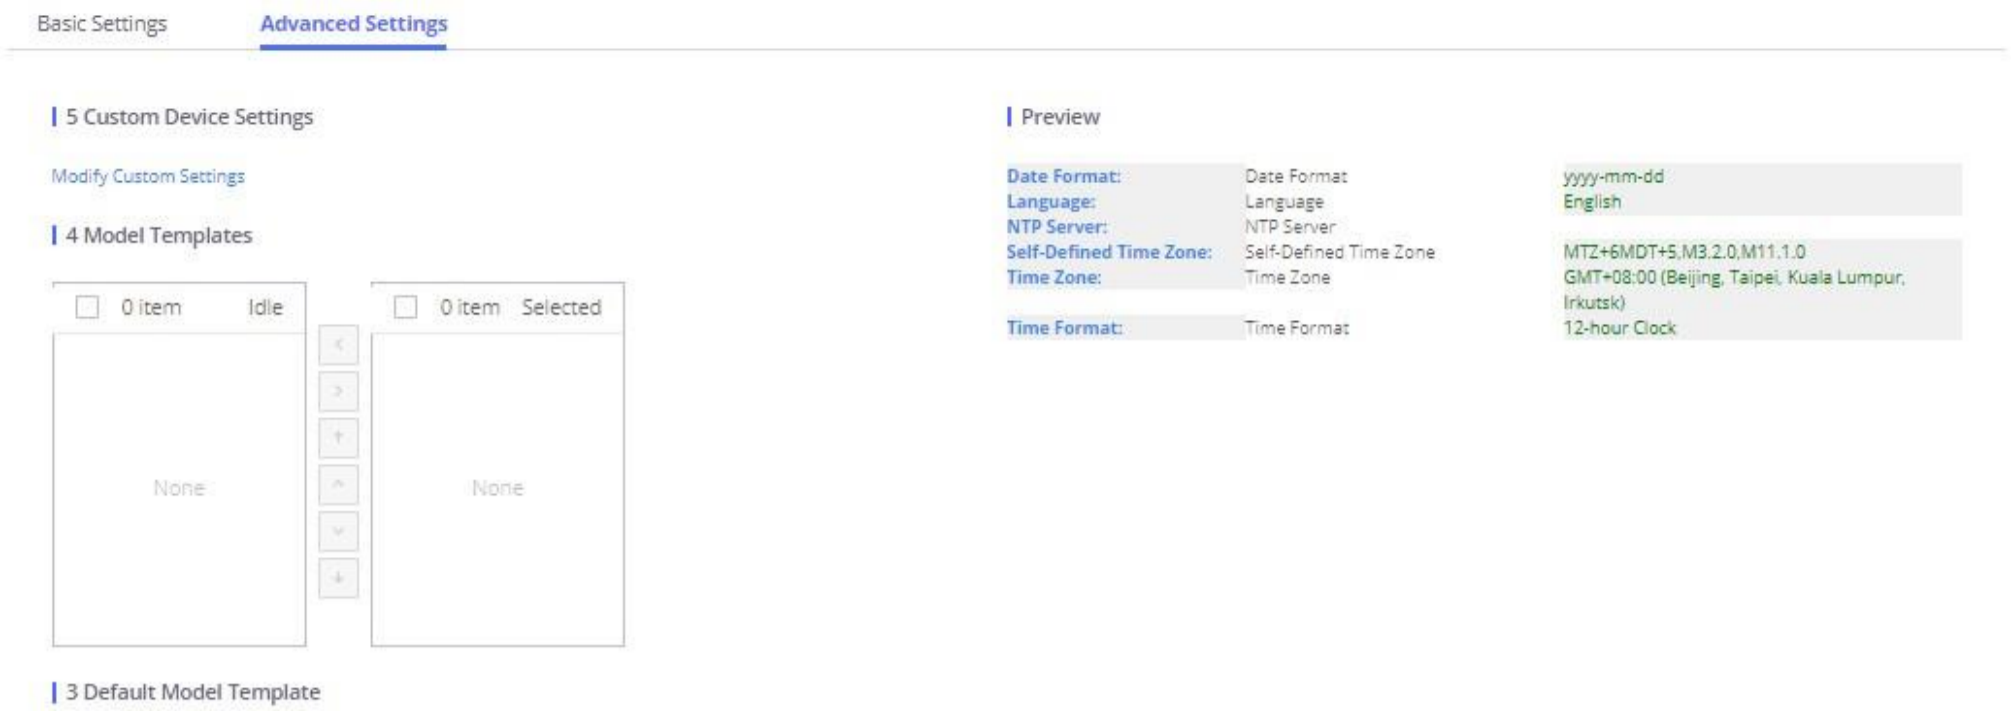 Basic Settings Advanced Settings
5 Custom Device Settings
Modify Custom Settings
4 Model Templates
0 item Idle
None
0 item Selected
None
3 Default Model Template
Preview
Date Format: Date Format yyyy-mm-dd
Language: Language English
NTP Server: NTP Server
Self-Defined Time Zone: Self-Defined Time Zone MTZ+6MDT+5,M3.2.0,M11.1.0
Time Zone: Time Zone GMT+08:00 (Beijing, Taipei, Kuala Lumpur,
Irkutsk)
Time Format: Time Format 12-hour Clock